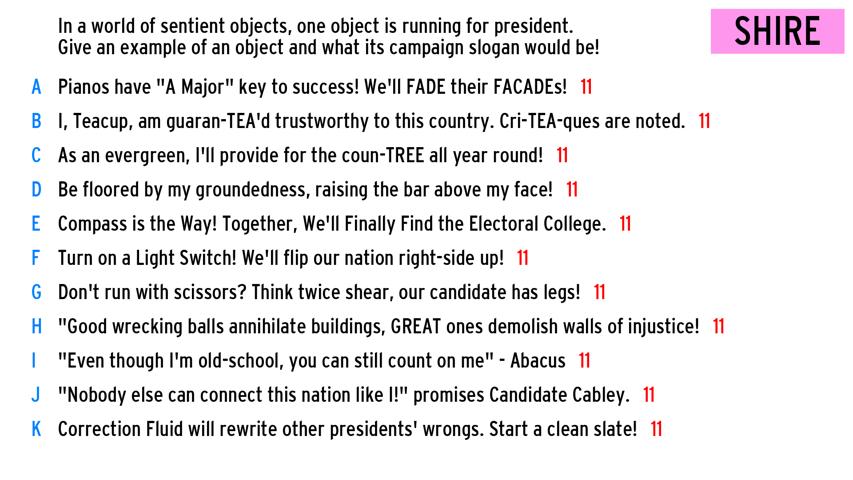 In a world of sentient objects, one object is running for president.
Give an example of an object and what its campaign slogan would be!
SHIRE
A Pianos have "A Major" key to success! We'll FADE their FACADEs! 11
B I, Teacup, am guaran-TEA'd trustworthy to this country. Cri-TEA-ques are noted. 11
C As an evergreen, I'll provide for the coun-TREE all year round! 11
D Be floored by my groundedness, raising the bar above my face! 11
E Compass is the Way! Together, We'll Finally Find the Electoral College. 11
F Turn on a Light Switch! We'll flip our nation right-side up! 11
G Don't run with scissors? Think twice shear, our candidate has legs! 11
H "Good wrecking balls annihilate buildings, GREAT ones demolish walls of injustice! 11
I "Even though I'm old-school, you can still count on me" - Abacus 11
J "Nobody else can connect this nation like I!" promises Candidate Cabley. 11
K Correction Fluid will rewrite other presidents' wrongs. Start a clean slate! 11